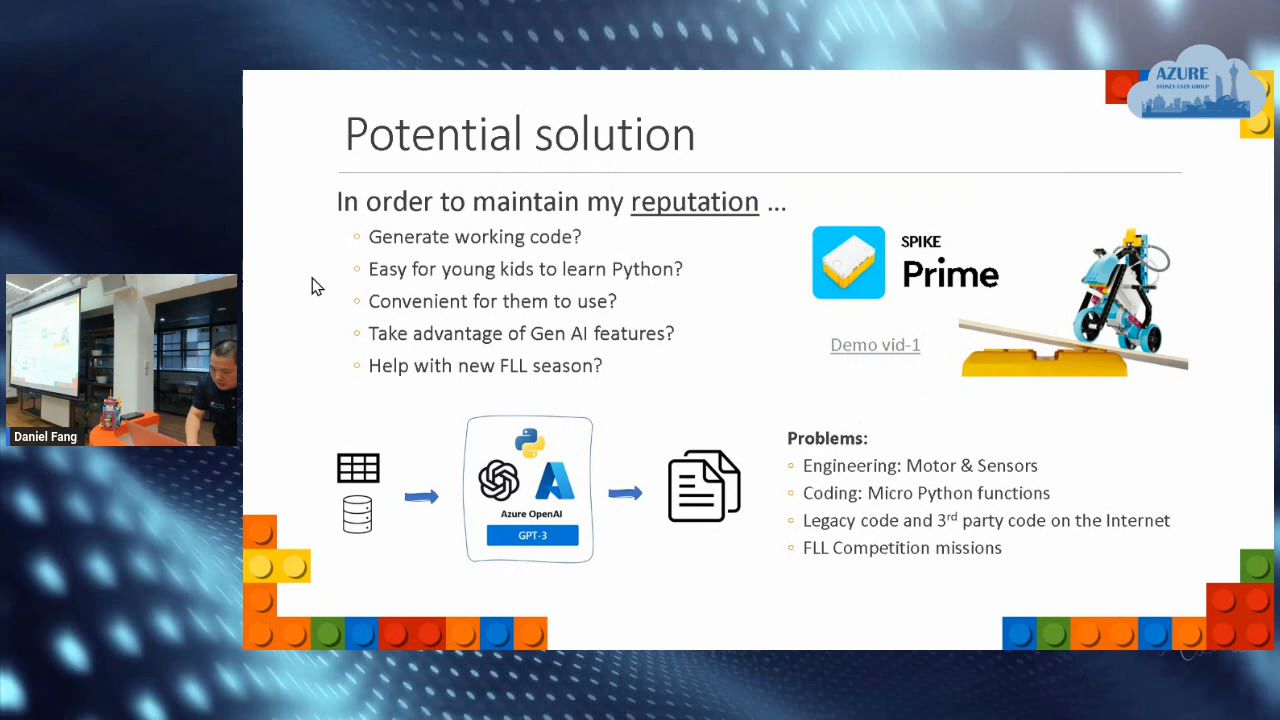 AZURE
SYDNEY USER GROUP
Potential solution
In order to maintain my reputation ...
Generate working code?
Easy for young kids to learn Python?
Convenient for them to use?
Take advantage of Gen AI features?
Help with new FLL season?
SPIKE
Prime
Demo vid-1
Daniel Fang
Azure OpenAI
GPT-3
Problems:
Engineering: Motor & Sensors
Coding: Micro Python functions
Legacy code and 3rd party code on the Internet
FLL Competition missions